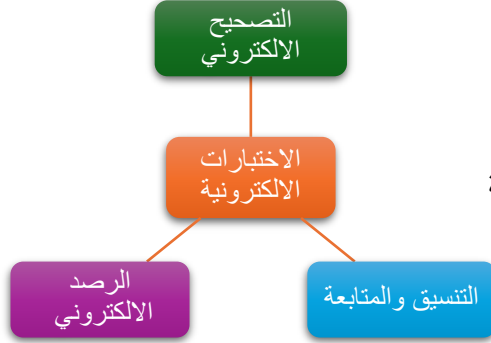 التصحيح
الالكتروني
الاختبارات
الالكترونية
التنسيق والمتابعة
الرصد
الالكتروني